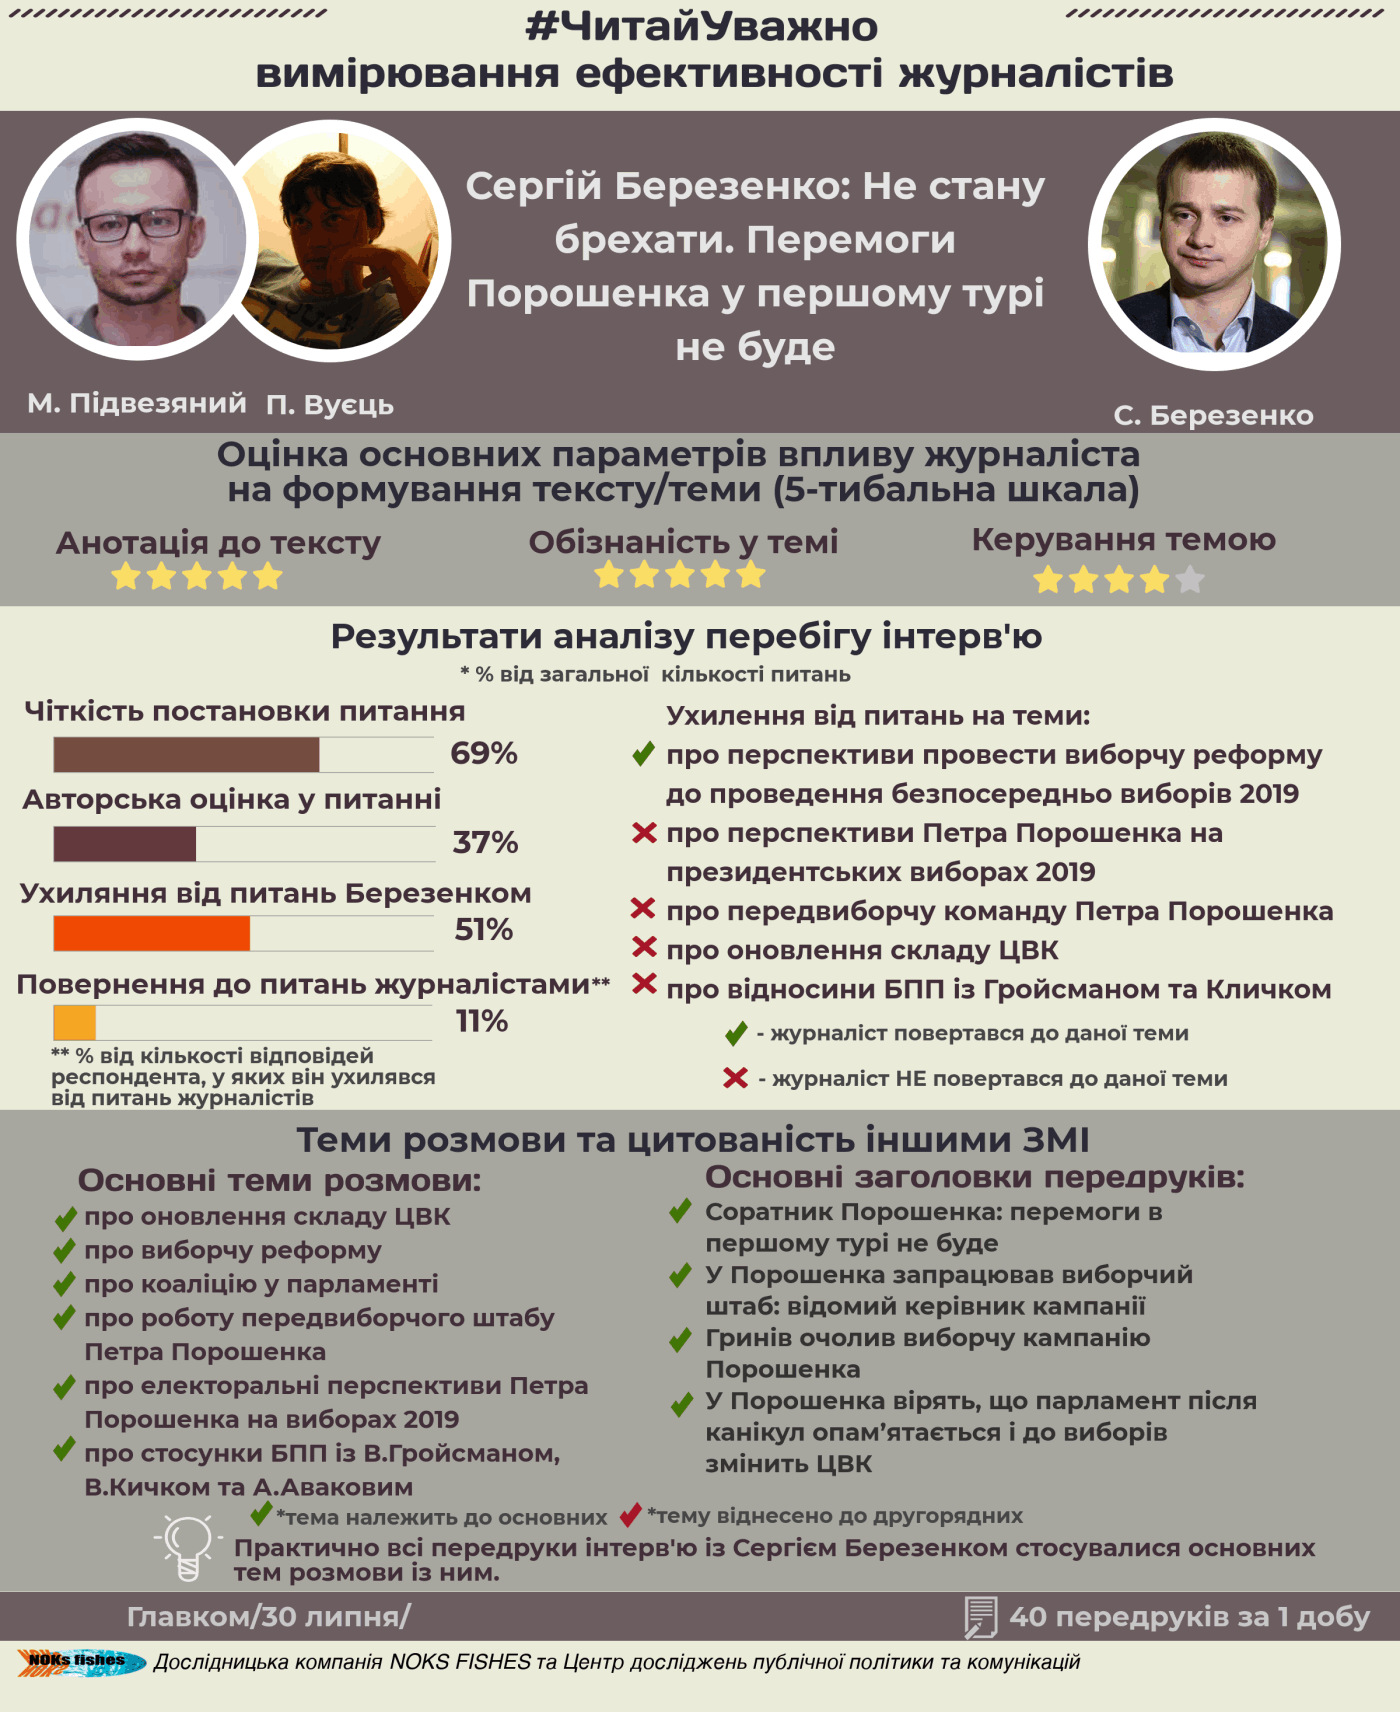 #ЧитайУважно
вимірювання ефективності журналістів
Сергій Березенко: Не стану
брехати. Перемоги
Порошенка у першому турі
не буде
М. Підвезяний
П. Вуєць
С. Березенко
Оцінка основних параметрів впливу журналіста
на формування тексту/теми (5-тибальна шкала)
Анотація до тексту
Обізнаність у темі
Керування темою
Результати аналізу перебігу інтерв'ю
* % від загальної кількості питань
Чіткість постановки питання
69%
Авторська оцінка у питанні
37%
Ухиляння від питань Березенком
51%
Повернення до питань журналістами**
11%
** % від кількості відповідей
респондента, у яких він ухилявся
від питань журналістів
Ухилення від питань на теми:
про перспективи провести виборчу реформу
до проведення безпосередньо виборів 2019
про перспективи Петра Порошенка на
президентських виборах 2019
про передвиборчу команду Петра Порошенка
про оновлення складу ЦВК
про відносини БПП із Гройсманом та Кличком
- журналіст повертався до даної теми
- журналіст НЕ повертався до даної теми
Теми розмови та цитованість іншими ЗМІ
Основні теми розмови:
про оновлення складу ЦВК
про виборчу реформу
про коаліцію у парламенті
про роботу передвиборчого штабу
Петра Порошенка
про електоральні перспективи Петра
Порошенка на виборах 2019
про стосунки БПП із В.Гройсманом,
В.Кичком та А.Аваковим
Основні заголовки передруків:
Соратник Порошенка: перемоги в
першому турі не буде
У Порошенка запрацював виборчий
штаб: відомий керівник кампанії
Гринів очолив виборчу кампанію
Порошенка
У Порошенка вірять, що парламент після
канікул опам’ятається і до виборів
змінить ЦВК
*тема належить до основних
*тему віднесено до другорядних
Практично всі передруки інтерв'ю із Сергієм Березенком стосувалися основних
тем розмови із ним.
Главком/30 липня/
40 передруків за 1 добу
NOKs fishes
Дослідницька компанія NOKS FISHES та Центр досліджень публічної політики та комунікацій